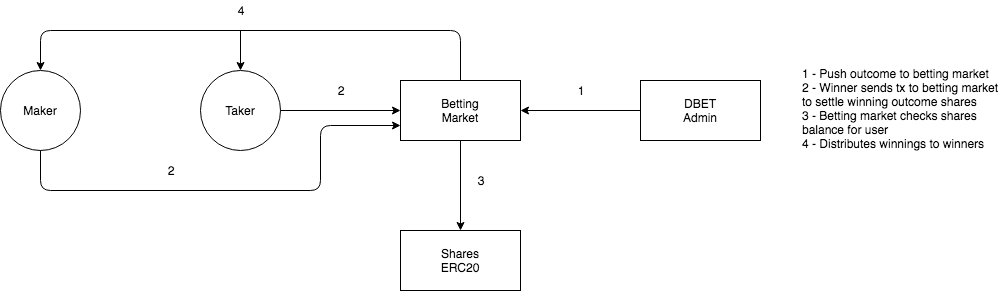 4
Maker
Taker
2
Betting
Market
1
DBET
Admin
2
3
Shares
ERC20
1 - Push outcome to betting market
2 - Winner sends tx to betting market
to settle winning outcome shares
3 - Betting market checks shares
balance for user
4 - Distributes winnings to winners